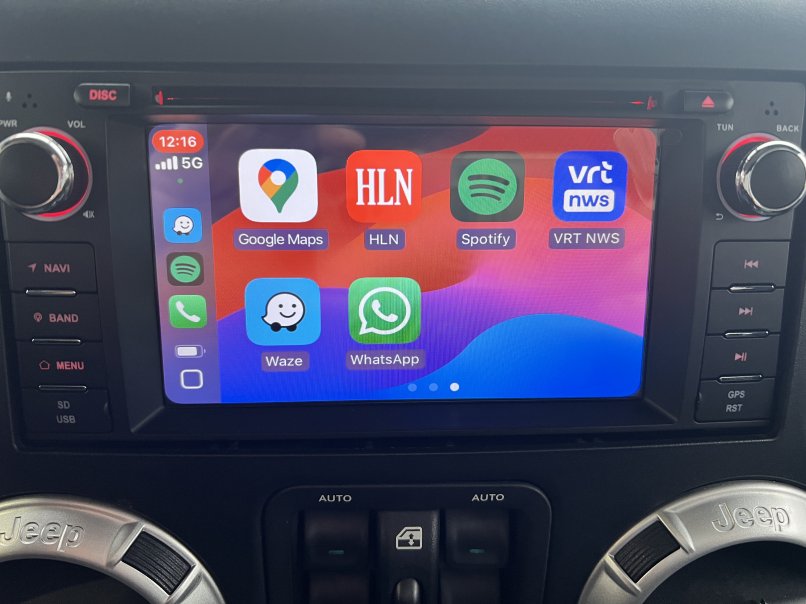 DISC
PWR
VOL
TUN
BACK
12:16
5G
Google Maps
HLN
HLN
Spotify
vrt
nws
VRT NWS
Waze
WhatsApp
NAVI
BAND
MENU
SD
USB
GPS
RST
AUTO
AUTO
Jeep
Jeep